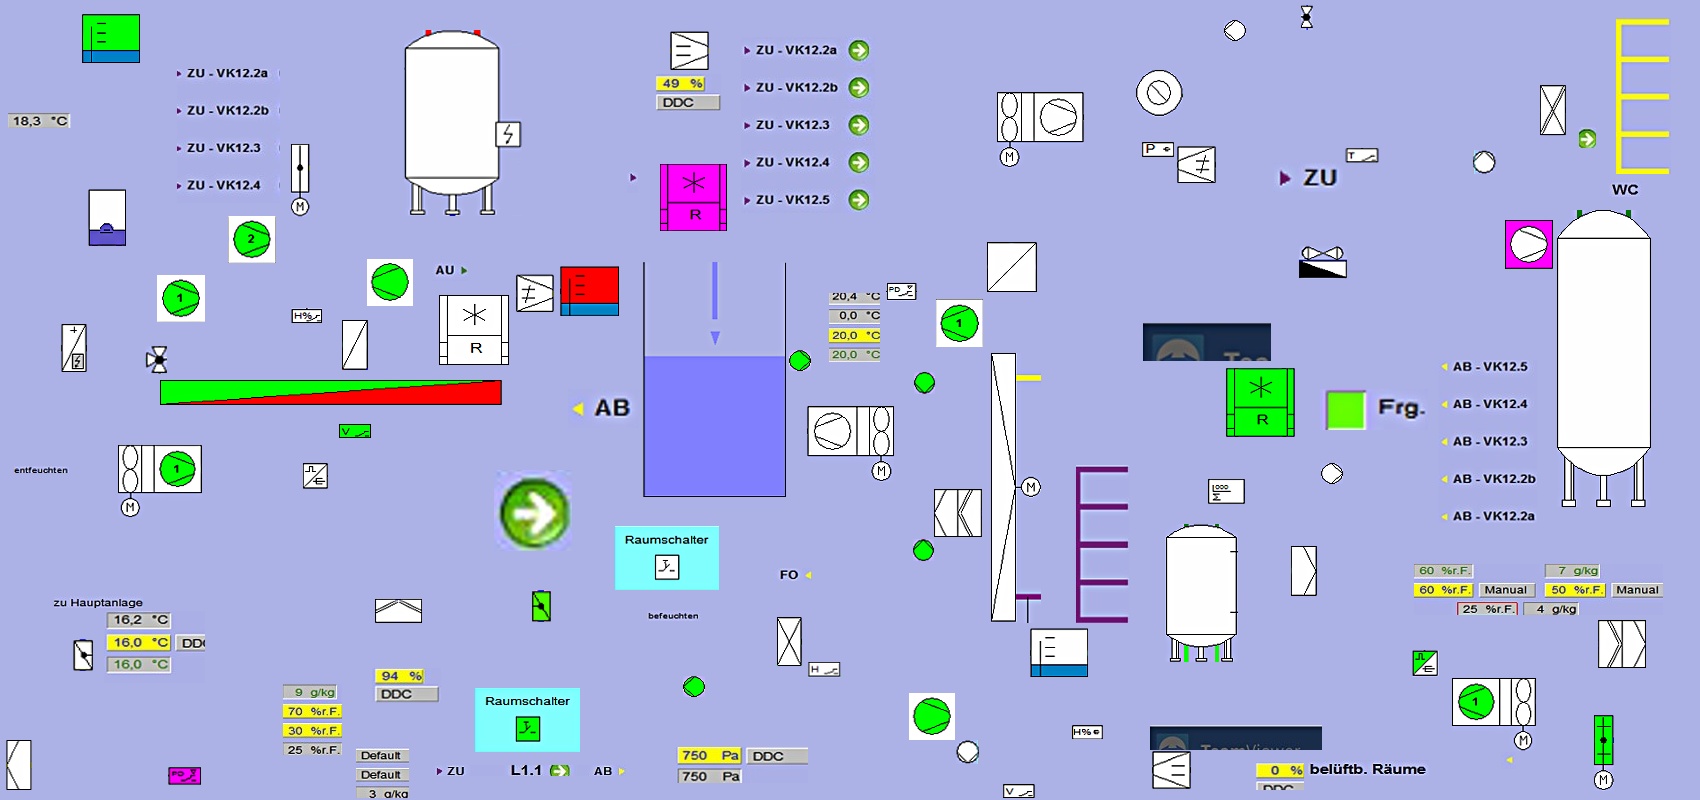 ZU - VK12.2a
ZU - VK12.2b
ZU - VK12.3
ZU - VK12.4
18,3 °C
49 %
DDC
ZU - VK12.2a
ZU - VK12.2b
ZU - VK12.3
ZU - VK12.4
ZU - VK12.5
R
M
M
P
T
ZU
WC
2
1
AU
H%
R
PD
20,4 °C
0,0 °C
20,0 °C
20,0 °C
1
AB
V
entfeuchten
1
M
M
M
R
Frg.
AB - VK12.5
AB - VK12.4
AB - VK12.3
AB - VK12.2b
AB - VK12.2a
Raumschalter
FO
befeuchten
zu Hauptanlage
16,2 °C
16,0 °C
16,0 °C
94 %
DDC
9 g/kg
70 %r.F.
30 %r.F.
25 %r.F.
Default
Default
3 g/kg
PD
Raumschalter
ZU
L1.1
AB
750 Pa DDC
750 Pa
H
H%
V
TeamViewer
0 %
DDC
belüftb. Räume
60 %r.F.
60 %r.F. Manual
25 %r.F.
7 g/kg
50 %r.F. Manual
4 g/kg
1
M
M